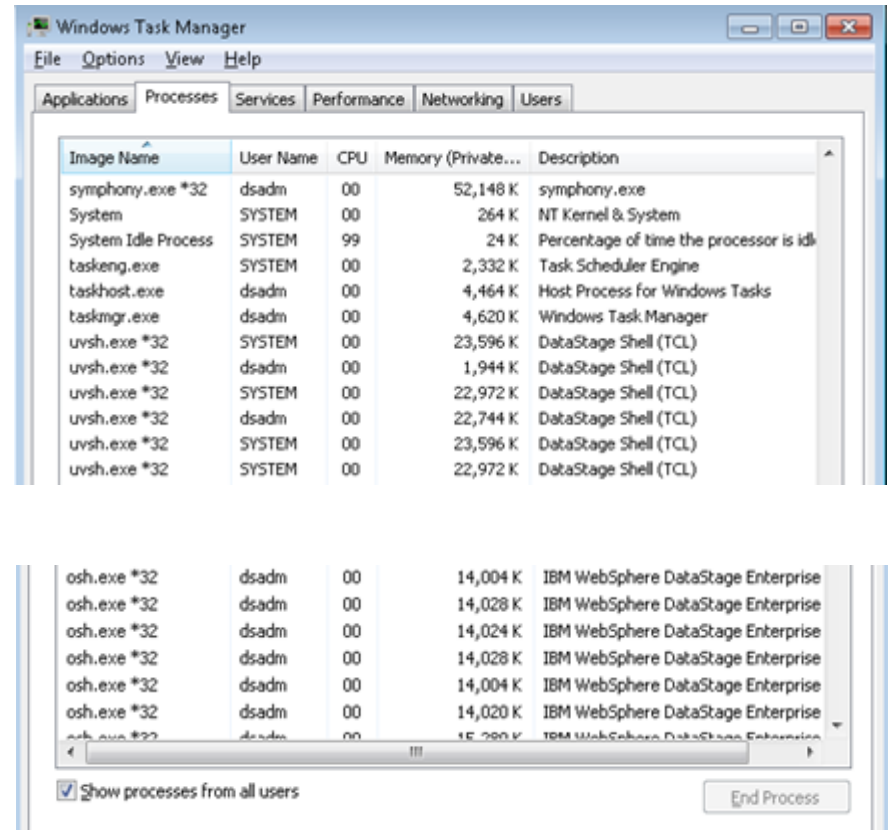 Windows Task Manager
File Options View Help
Applications Processes Services Performance Networking Users
Image Name User Name CPU Memory (Private... Description
symphony.exe *32 dsadm 00 52,148 K symphony.exe
System SYSTEM 00 264 K NT Kernel & System
System Idle Process SYSTEM 99 24 K Percentage of time the processor is idl
taskeng.exe SYSTEM 00 2,332 K Task Scheduler Engine
taskhost.exe dsadm 00 4,464 K Host Process for Windows Tasks
taskmgr.exe dsadm 00 4,620 K Windows Task Manager
uvsh.exe *32 SYSTEM 00 23,596 K DataStage Shell (TCL)
uvsh.exe *32 dsadm 00 1,944 K DataStage Shell (TCL)
uvsh.exe *32 SYSTEM 00 22,972 K DataStage Shell (TCL)
uvsh.exe *32 dsadm 00 22,744 K DataStage Shell (TCL)
uvsh.exe *32 SYSTEM 00 23,596 K DataStage Shell (TCL)
uvsh.exe *32 SYSTEM 00 22,972 K DataStage Shell (TCL)
osh.exe *32 dsadm 00 14,004 K IBM WebSphere DataStage Enterprise
osh.exe *32 dsadm 00 14,028 K IBM WebSphere DataStage Enterprise
osh.exe *32 dsadm 00 14,024 K IBM WebSphere DataStage Enterprise
osh.exe *32 dsadm 00 14,028 K IBM WebSphere DataStage Enterprise
osh.exe *32 dsadm 00 14,004 K IBM WebSphere DataStage Enterprise
osh.exe *32 dsadm 00 14,020 K IBM WebSphere DataStage Enterprise
osh.exe *32 dsadm 00 15,280 K IBM WebSphere DataStage Enterprise
Show processes from all users
End Process